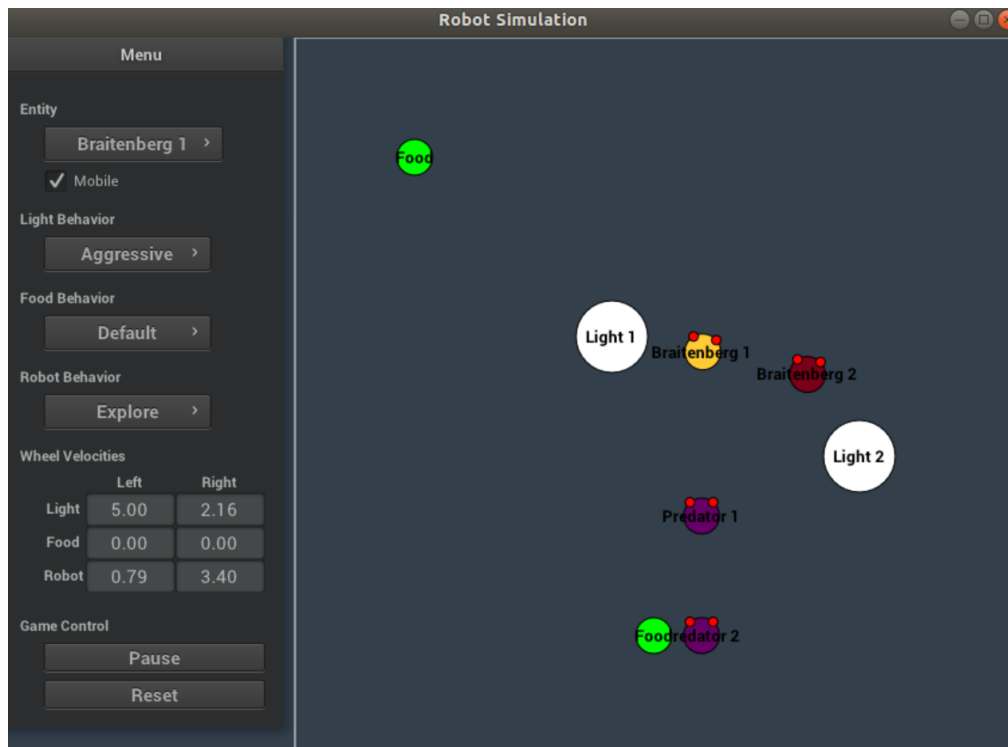 Robot Simulation
Menu
Entity
Braitenberg 1
Mobile
Light Behavior
Aggressive
Food Behavior
Default
Robot Behavior
Explore
Wheel Velocities
Left Right
Light 5.00 2.16
Food 0.00 0.00
Robot 0.79 3.40
Game Control
Pause
Reset
Food
Light 1
Braitenberg 1
Braitenberg 2
Light 2
Predator 1
Foodredator 2